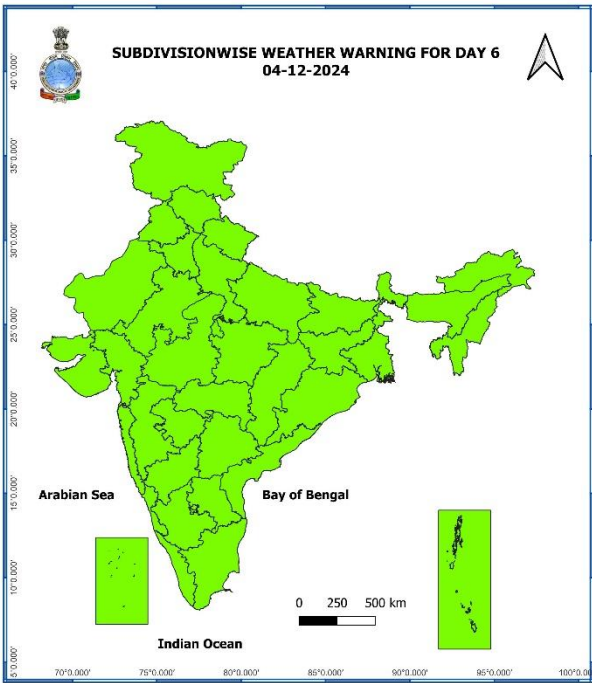 SUBDIVISIONWISE WEATHER WARNING FOR DAY 6
04-12-2024
40°0.000'
35°0.000'
30°0.000'
25°0.000'
20°0.000'
15°0.000'
10°0.000'
5°0.000'
Arabian Sea
Bay of Bengal
0 250 500 km
Indian Ocean
70°0.000' 75°0.000' 80°0.000' 85°0.000' 90°0.000' 95°0.000' 100°0.0